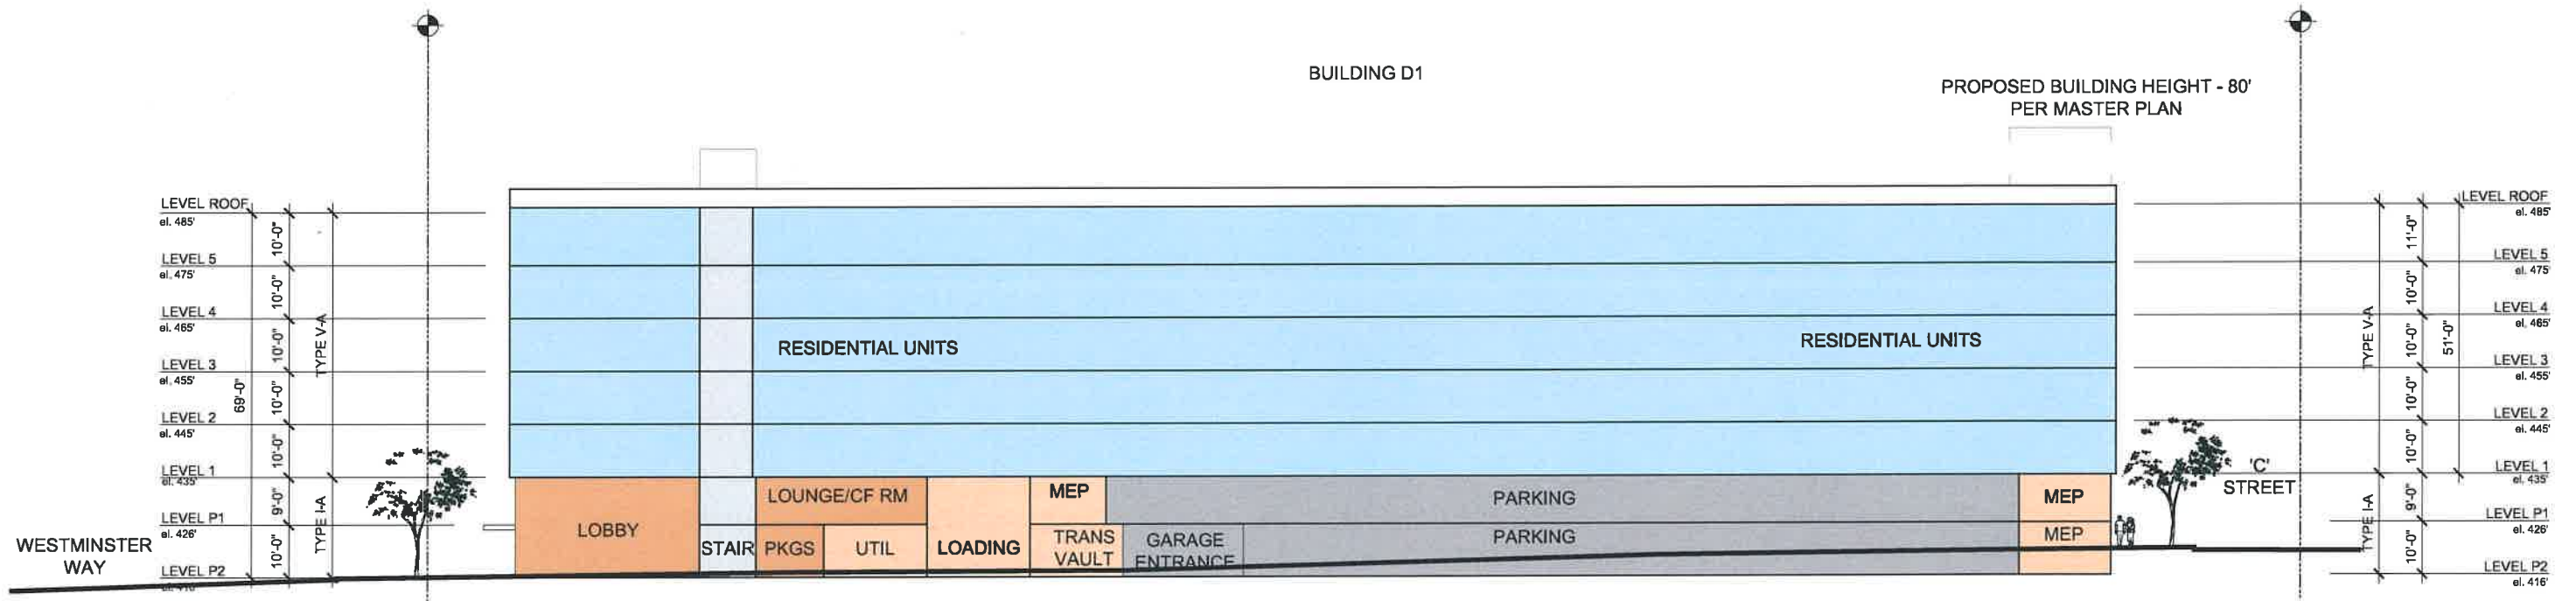 BUILDING D1
PROPOSED BUILDING HEIGHT - 80'
PER MASTER PLAN
LEVEL ROOF
el. 485'
10'-0"
LEVEL 5
el. 475'
10'-0"
LEVEL 4
el. 465'
10'-0"
LEVEL 3
el. 455'
10'-0"
LEVEL 2
el. 445'
10'-0"
LEVEL 1
el. 435'
9'-0"
LEVEL P1
el. 426'
10'-0"
LEVEL P2
69'-0"
TYPE V-A
TYPE I-A
WESTMINSTER
WAY
RESIDENTIAL UNITS
RESIDENTIAL UNITS
LOBBY
STAIR
LOUNGE/CF RM
PKGS
UTIL
LOADING
MEP
TRANS
VAULT
GARAGE
ENTRANCE
PARKING
PARKING
MEP
MEP
'C'
STREET
TYPE V-A
TYPE I-A
51'-0"
LEVEL ROOF
el. 485'
11'-0"
LEVEL 5
el. 475'
10'-0"
LEVEL 4
el. 465'
10'-0"
LEVEL 3
el. 455'
10'-0"
LEVEL 2
el. 445'
10'-0"
LEVEL 1
el. 435'
9'-0"
LEVEL P1
el. 426'
10'-0"
LEVEL P2
el. 416'